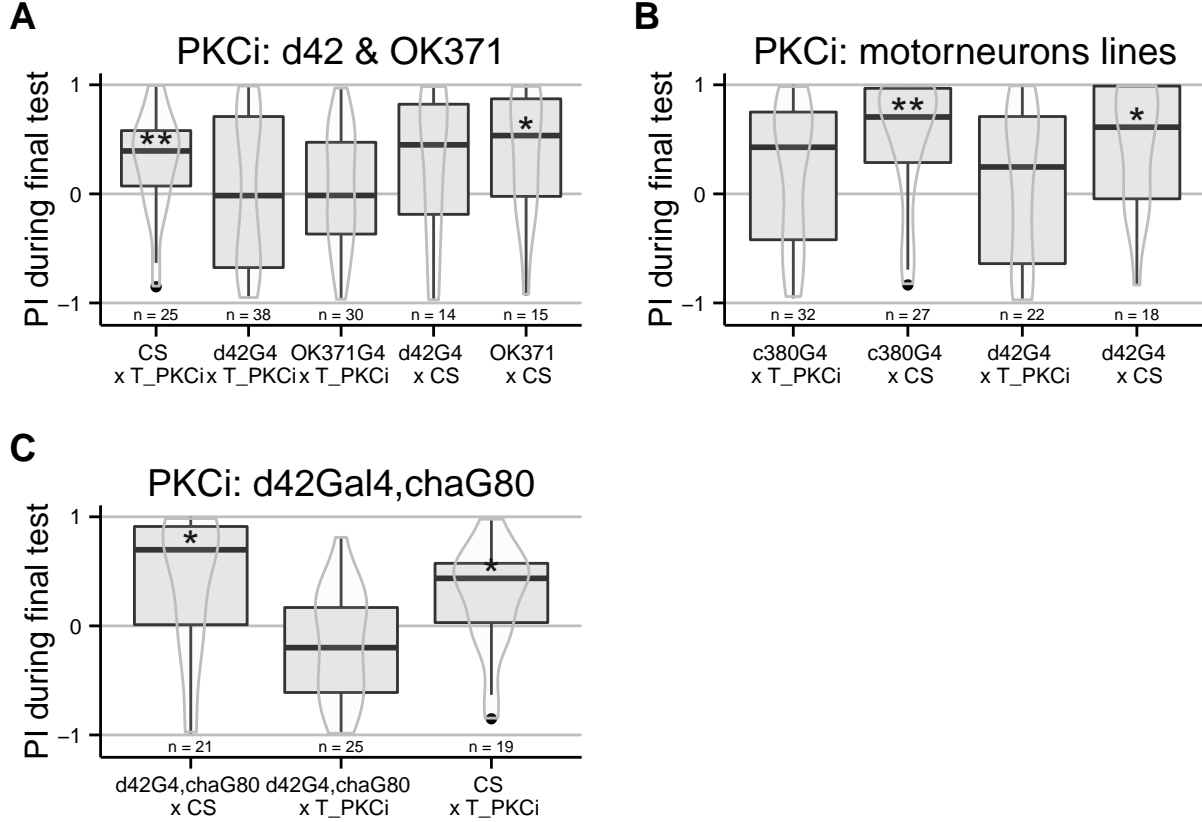 A
PKCi: d42 & OK371
PI during final test
1
0
−1
**
*
n = 25
n = 38
n = 30
n = 14
n = 15
CS
x T_PKCi
d42G4
x T_PKCi
OK371G4
x T_PKCi
d42G4
x CS
OK371
x CS
B
PKCi: motorneurons lines
PI during final test
1
0
−1
**
*
n = 32
n = 27
n = 22
n = 18
c380G4
x T_PKCi
c380G4
x CS
d42G4
x T_PKCi
d42G4
x CS
C
PKCi: d42Gal4,chaG80
PI during final test
1
0
−1
*
*
n = 21
n = 25
n = 19
d42G4,chaG80
x CS
d42G4,chaG80
x T_PKCi
CS
x T_PKCi